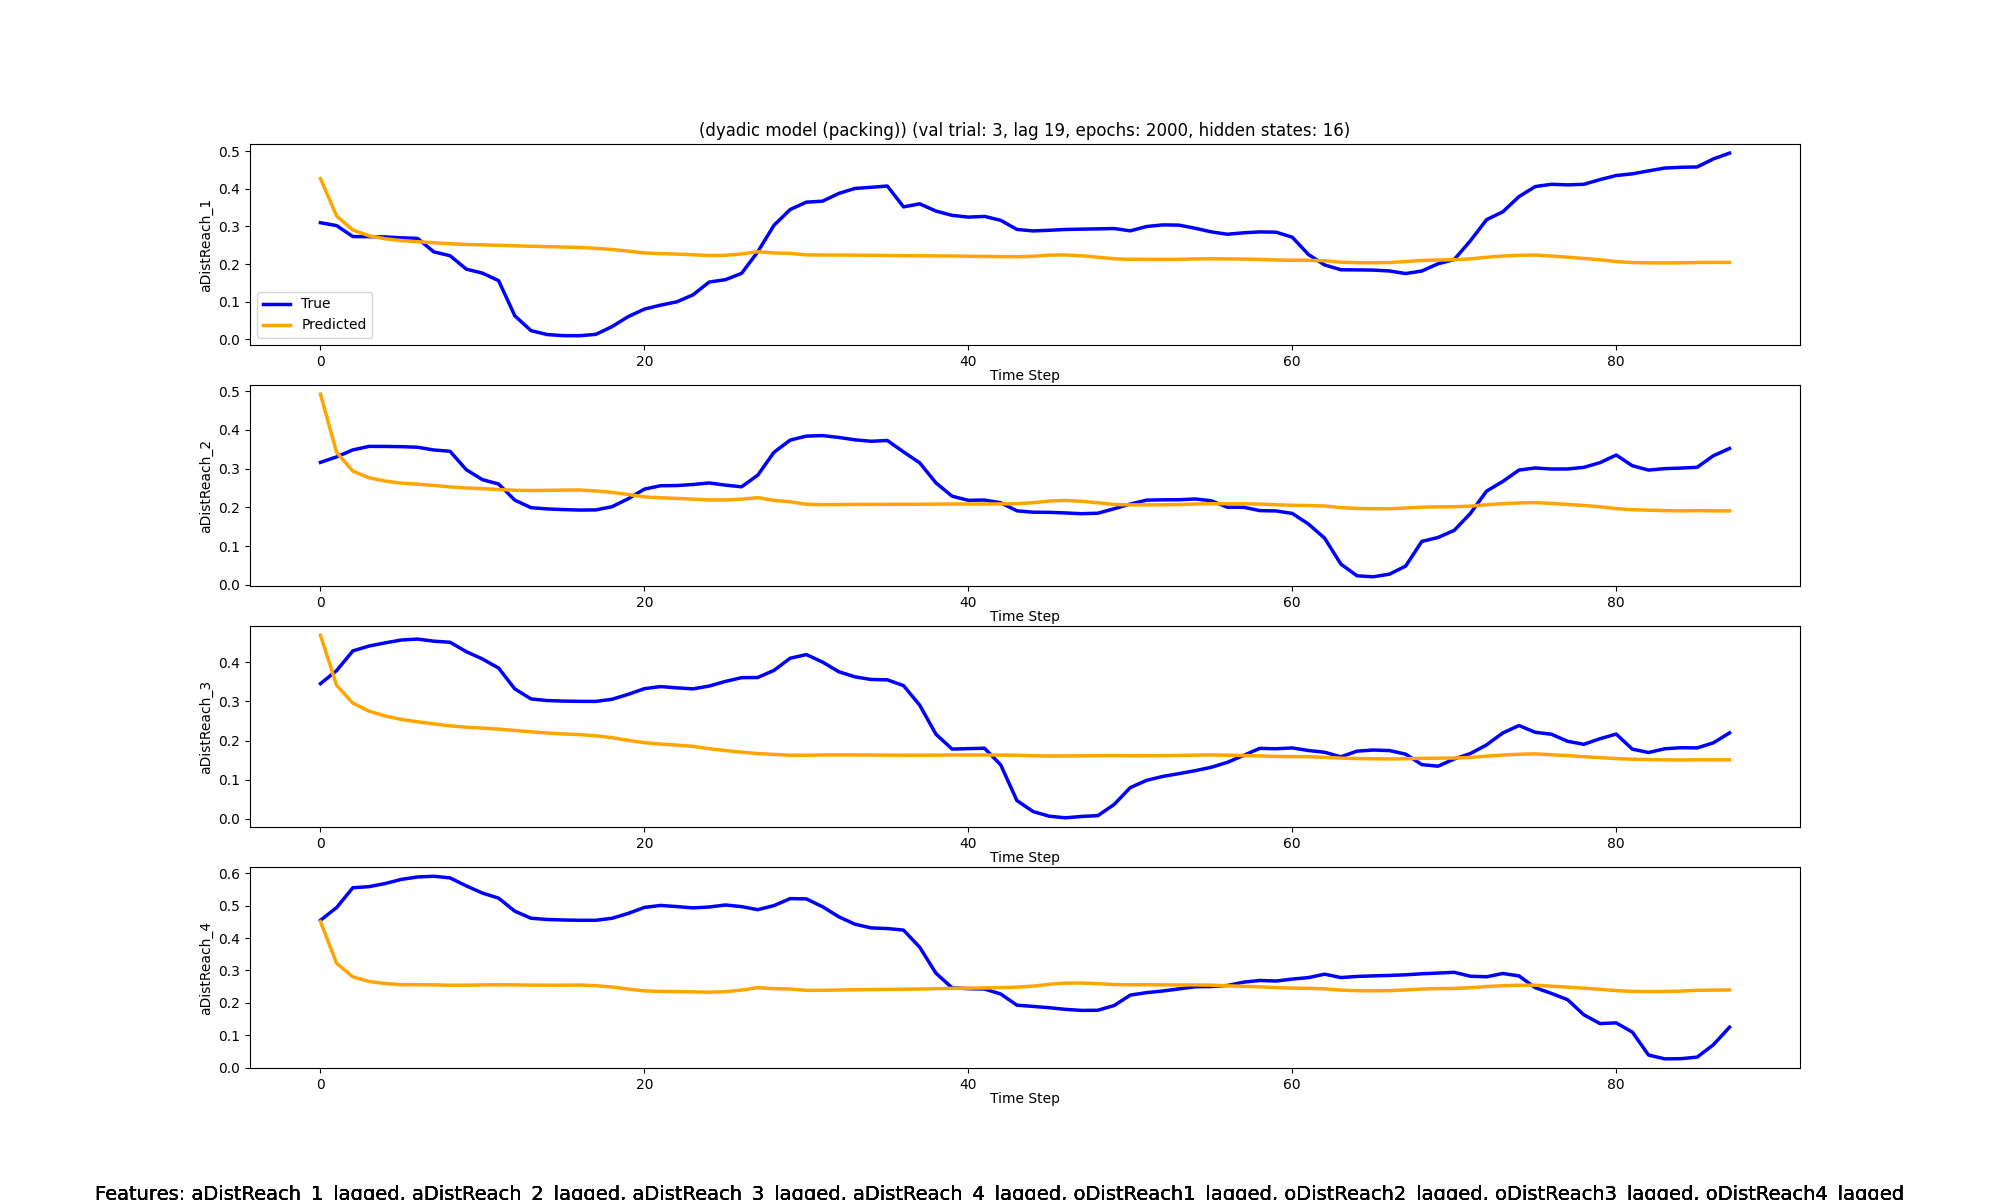 (dyadic model (packing)) (val trial: 3, lag 19, epochs: 2000, hidden states: 16)
0.5
0.4
0.3
0.2
0.1
0.0
aDistReach_1
True
Predicted
0 20 40 60 80
Time Step
0.5
0.4
0.3
0.2
0.1
0.0
aDistReach_2
0 20 40 60 80
Time Step
0.4
0.3
0.2
0.1
0.0
aDistReach_3
0 20 40 60 80
Time Step
0.6
0.5
0.4
0.3
0.2
0.1
0.0
aDistReach_4
0 20 40 60 80
Time Step
Features: aDistReach_1_lagged, aDistReach_2_lagged, aDistReach_3_lagged, aDistReach_4_lagged, oDistReach1_lagged, oDistReach2_lagged, oDistReach3_lagged, oDistReach4_lagged